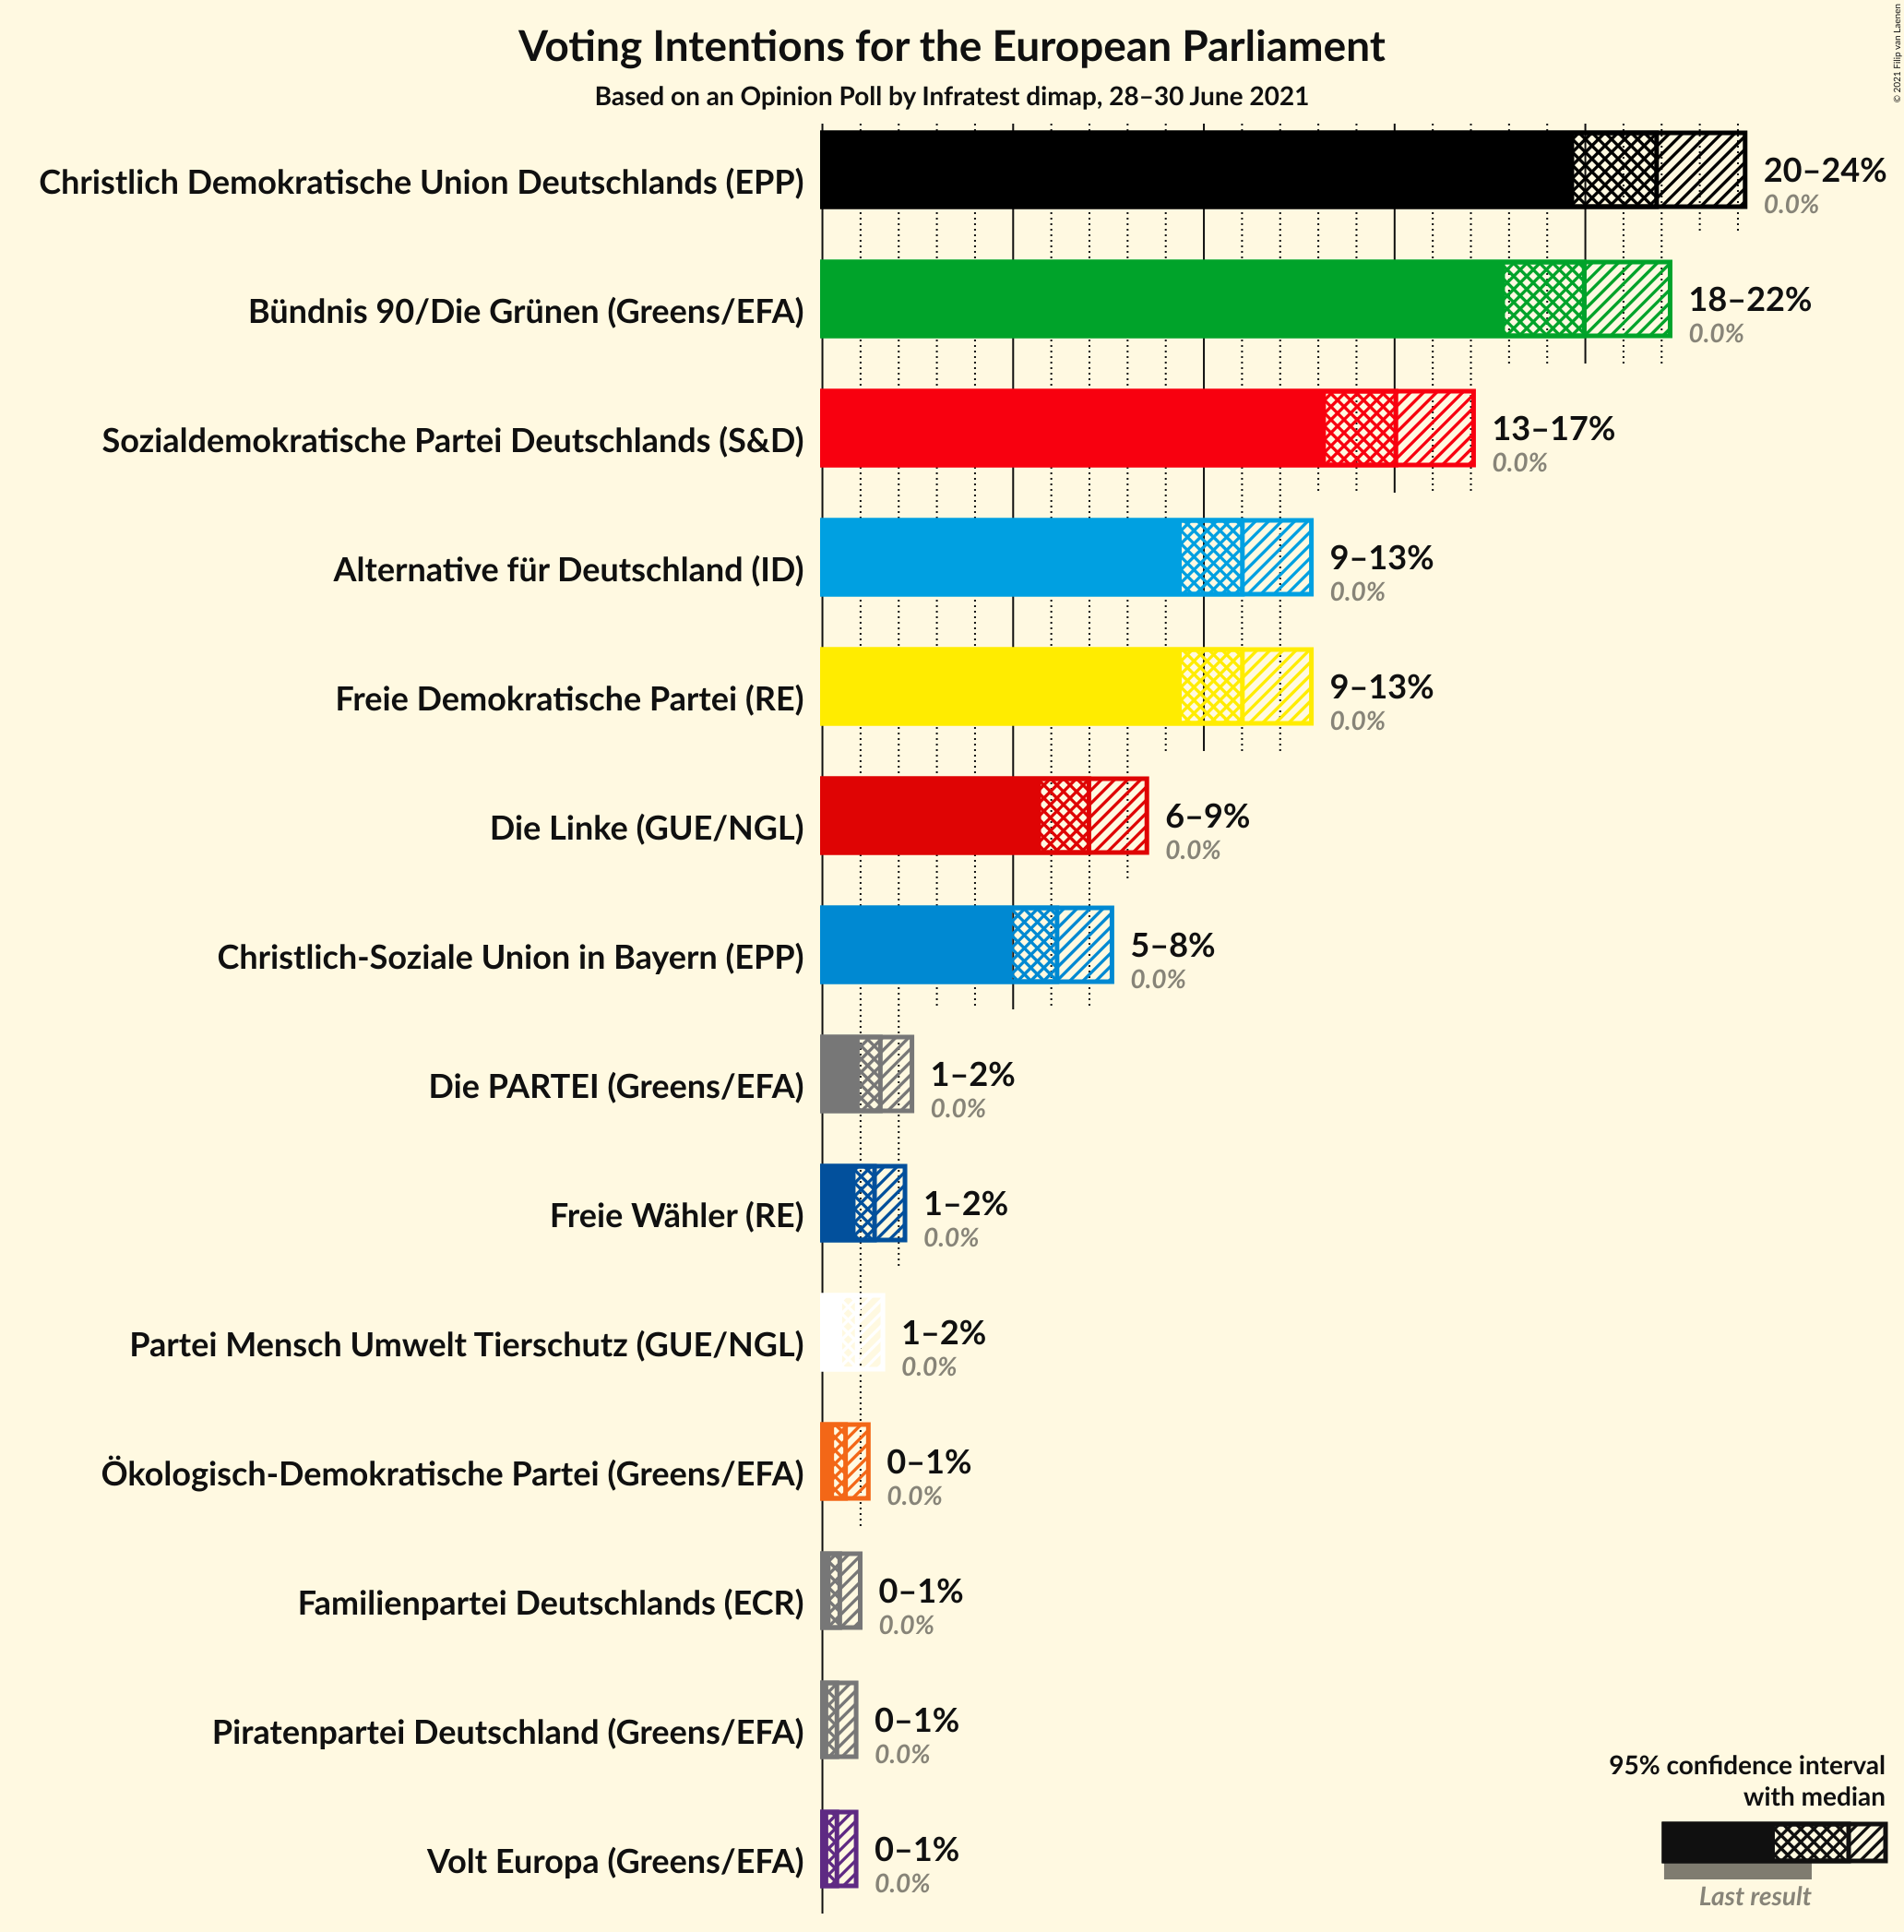 Voting Intentions for the European Parliament
Based on an Opinion Poll by Infratest dimap, 28–30 June 2021
© 2021 Filip van Laenen
Christlich Demokratische Union Deutschlands (EPP)
20–24%
0.0%
Bündnis 90/Die Grünen (Greens/EFA)
18–22%
0.0%
Sozialdemokratische Partei Deutschlands (S&D)
13–17%
0.0%
Alternative für Deutschland (ID)
9–13%
0.0%
Freie Demokratische Partei (RE)
9–13%
0.0%
Die Linke (GUE/NGL)
6–9%
0.0%
Christlich-Soziale Union in Bayern (EPP)
5–8%
0.0%
Die PARTEI (Greens/EFA)
1–2%
0.0%
Freie Wähler (RE)
1–2%
0.0%
Partei Mensch Umwelt Tierschutz (GUE/NGL)
1–2%
0.0%
Ökologisch-Demokratische Partei (Greens/EFA)
0–1%
0.0%
Familienpartei Deutschlands (ECR)
0–1%
0.0%
Piratenpartei Deutschland (Greens/EFA)
0–1%
0.0%
Volt Europa (Greens/EFA)
0–1%
0.0%
95% confidence interval
with median
Last result